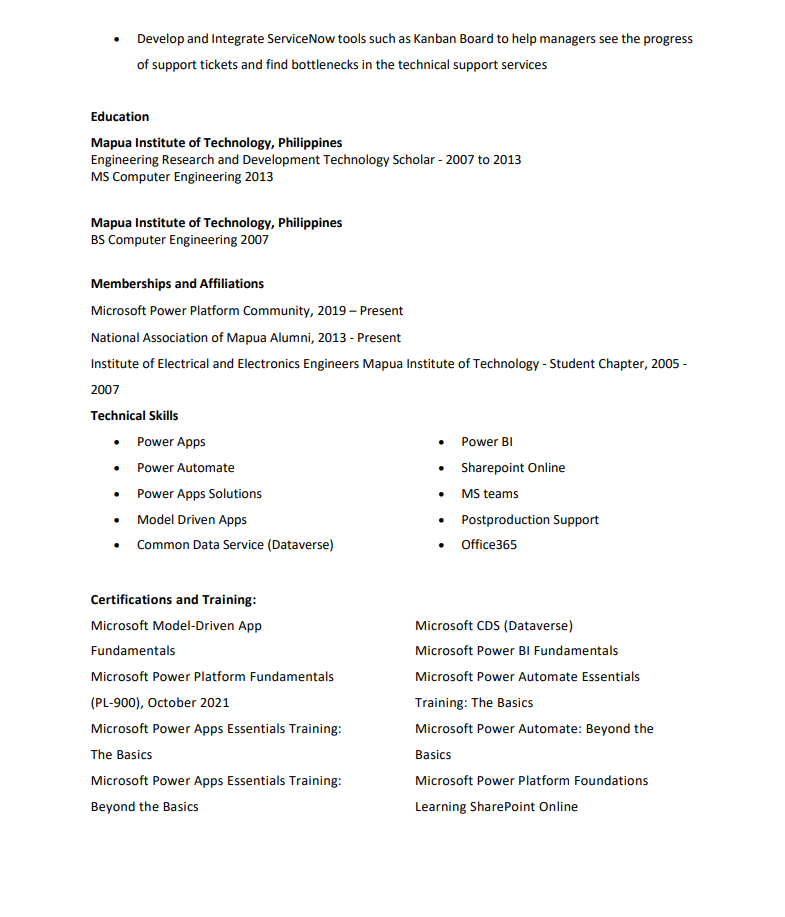 • Develop and Integrate ServiceNow tools such as Kanban Board to help managers see the progress
of support tickets and find bottlenecks in the technical support services
Education
Mapua Institute of Technology, Philippines
Engineering Research and Development Technology Scholar - 2007 to 2013
MS Computer Engineering 2013
Mapua Institute of Technology, Philippines
BS Computer Engineering 2007
Memberships and Affiliations
Microsoft Power Platform Community, 2019 – Present
National Association of Mapua Alumni, 2013 - Present
Institute of Electrical and Electronics Engineers Mapua Institute of Technology - Student Chapter, 2005 -
2007
Technical Skills
• Power Apps
• Power Automate
• Power Apps Solutions
• Model Driven Apps
• Common Data Service (Dataverse)
• Power BI
• Sharepoint Online
• MS teams
• Postproduction Support
• Office365
Certifications and Training:
Microsoft Model-Driven App
Fundamentals
Microsoft Power Platform Fundamentals
(PL-900), October 2021
Microsoft Power Apps Essentials Training:
The Basics
Microsoft Power Apps Essentials Training:
Beyond the Basics
Microsoft CDS (Dataverse)
Microsoft Power BI Fundamentals
Microsoft Power Automate Essentials
Training: The Basics
Microsoft Power Automate: Beyond the
Basics
Microsoft Power Platform Foundations
Learning SharePoint Online